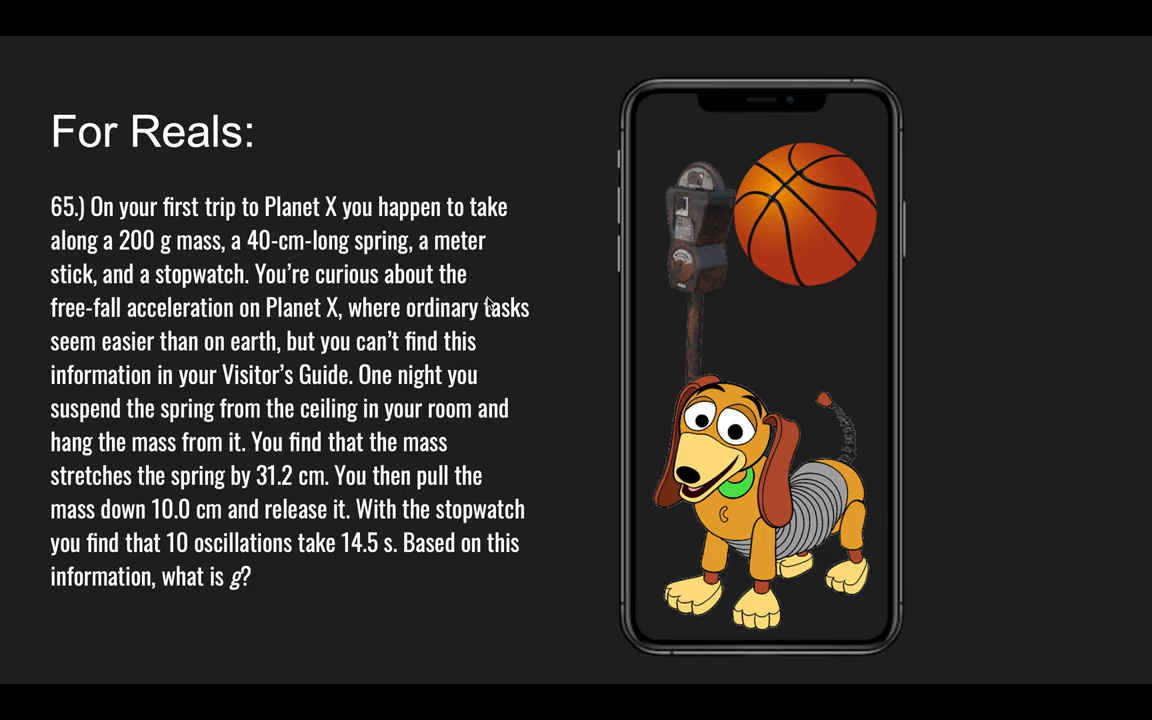 For Reals:
65.) On your first trip to Planet X you happen to take
along a 200 g mass, a 40-cm-long spring, a meter
stick, and a stopwatch. You’re curious about the
free-fall acceleration on Planet X, where ordinary tasks
seem easier than on earth, but you can’t find this
information in your Visitor’s Guide. One night you
suspend the spring from the ceiling in your room and
hang the mass from it. You find that the mass
stretches the spring by 31.2 cm. You then pull the
mass down 10.0 cm and release it. With the stopwatch
you find that 10 oscillations take 14.5 s. Based on this
information, what is g?